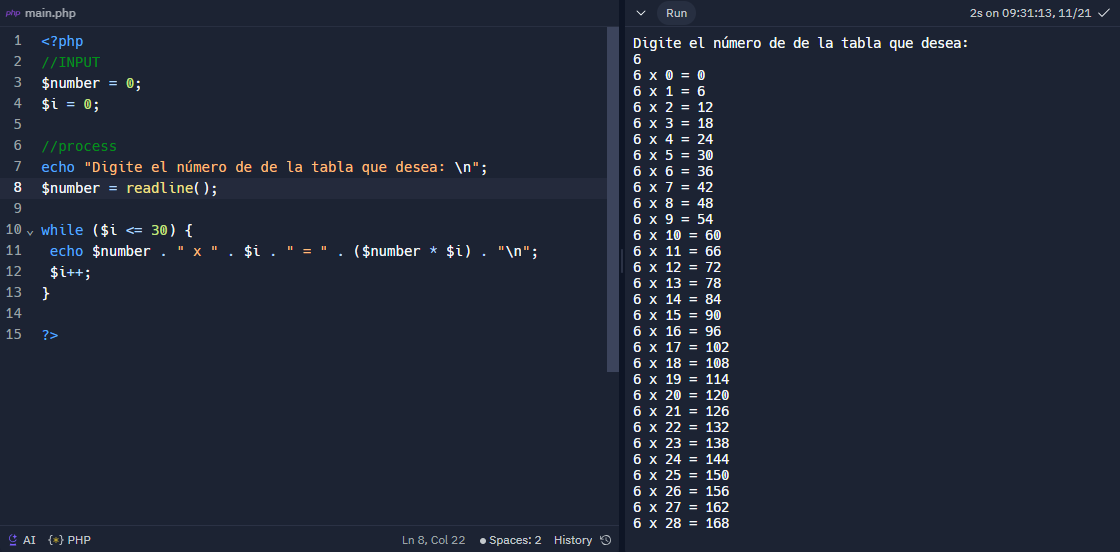 php main.php
1 <?php
2 //INPUT
3 $number = 0;
4 $i = 0;
5
6 //process
7 echo "Digite el número de de la tabla que desea: \n";
8 $number = readline();
9
10 while ($i <= 30) {
11 echo $number . " x " . $i . " = " . ($number * $i) . "\n";
12 $i++;
13 }
14
15 ?>
AI {*} PHP Ln 8, Col 22 Spaces: 2 History
Run 2s on 09:31:13, 11/21
Digite el número de de la tabla que desea:
6
6 x 0 = 0
6 x 1 = 6
6 x 2 = 12
6 x 3 = 18
6 x 4 = 24
6 x 5 = 30
6 x 6 = 36
6 x 7 = 42
6 x 8 = 48
6 x 9 = 54
6 x 10 = 60
6 x 11 = 66
6 x 12 = 72
6 x 13 = 78
6 x 14 = 84
6 x 15 = 90
6 x 16 = 96
6 x 17 = 102
6 x 18 = 108
6 x 19 = 114
6 x 20 = 120
6 x 21 = 126
6 x 22 = 132
6 x 23 = 138
6 x 24 = 144
6 x 25 = 150
6 x 26 = 156
6 x 27 = 162
6 x 28 = 168